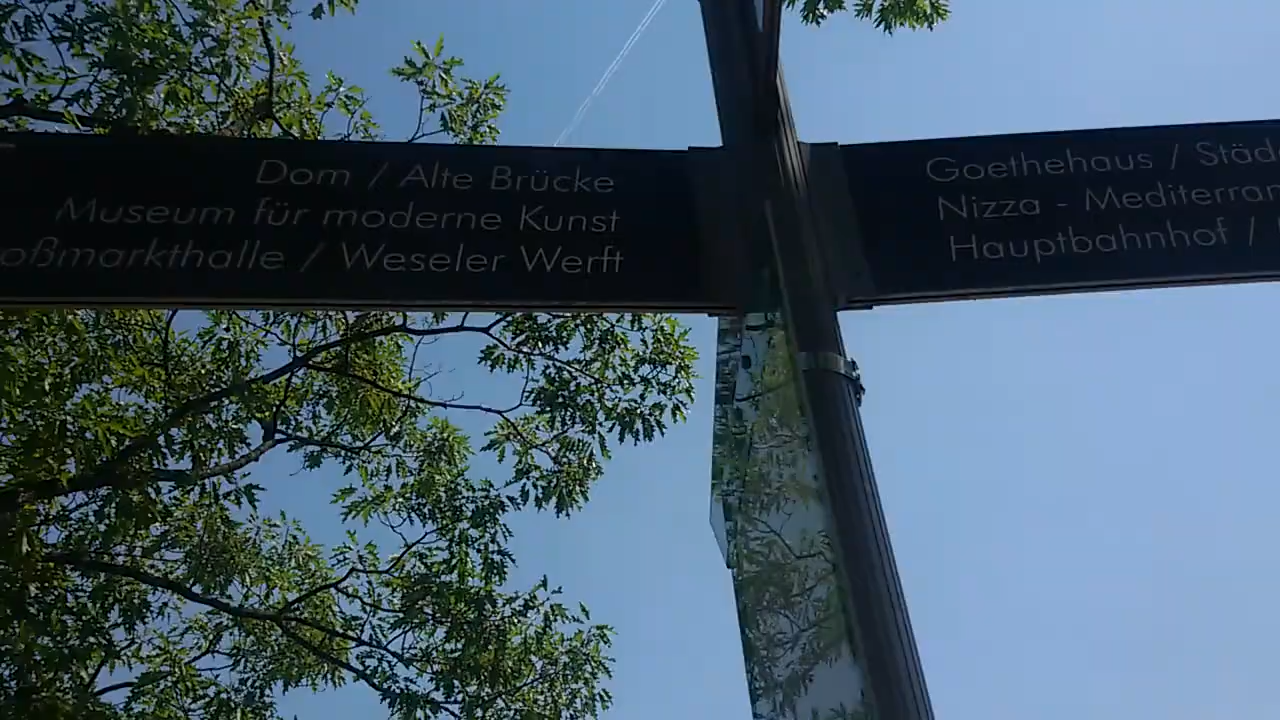 Dom / Alte Brücke
Museum für moderne Kunst
oßmarkthalle / Weseler Werft
Goethehaus / Städ
Nizza - Mediterran
Hauptbahnhof /